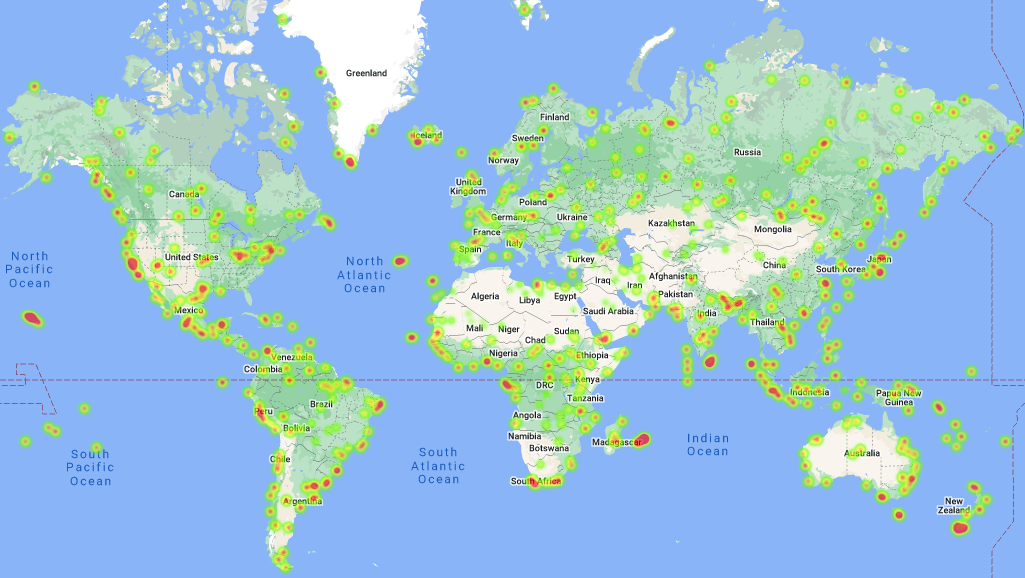 Greenland
Iceland
Finland
Sweden
Norway
Russia
Canada
United
Kingdom
Poland
Germany
Ukraine
Kazakhstan
Mongolia
France
Italy
Spain
Turkey
North
Pacific
Ocean
United States
North
Atlantic
Ocean
China
South Korea
Japan
Iraq
Iran
Afghanistan
Pakistan
Algeria
Libya
Egypt
Saudi Arabia
Mexico
India
Thailand
Mali
Niger
Chad
Sudan
Nigeria
Ethiopia
Venezuela
Colombia
DRC
Kenya
Tanzania
Indonesia
Papua New
Guinea
Brazil
Peru
Bolivia
Angola
Namibia
Botswana
Madagascar
South
Pacific
Ocean
Chile
South
Atlantic
Ocean
Indian
Ocean
Australia
South Africa
Argentina
New
Zealand